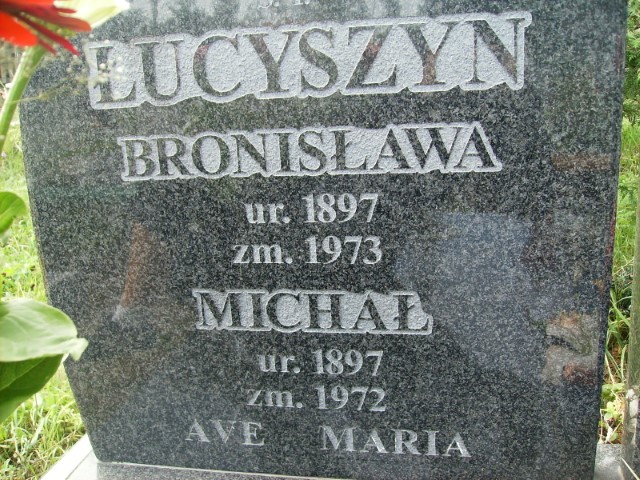 LUCYSZYN
BRONISŁAWA
ur. 1897
zm. 1973
MICHAŁ
ur. 1897
zm. 1972
AVE MARIA